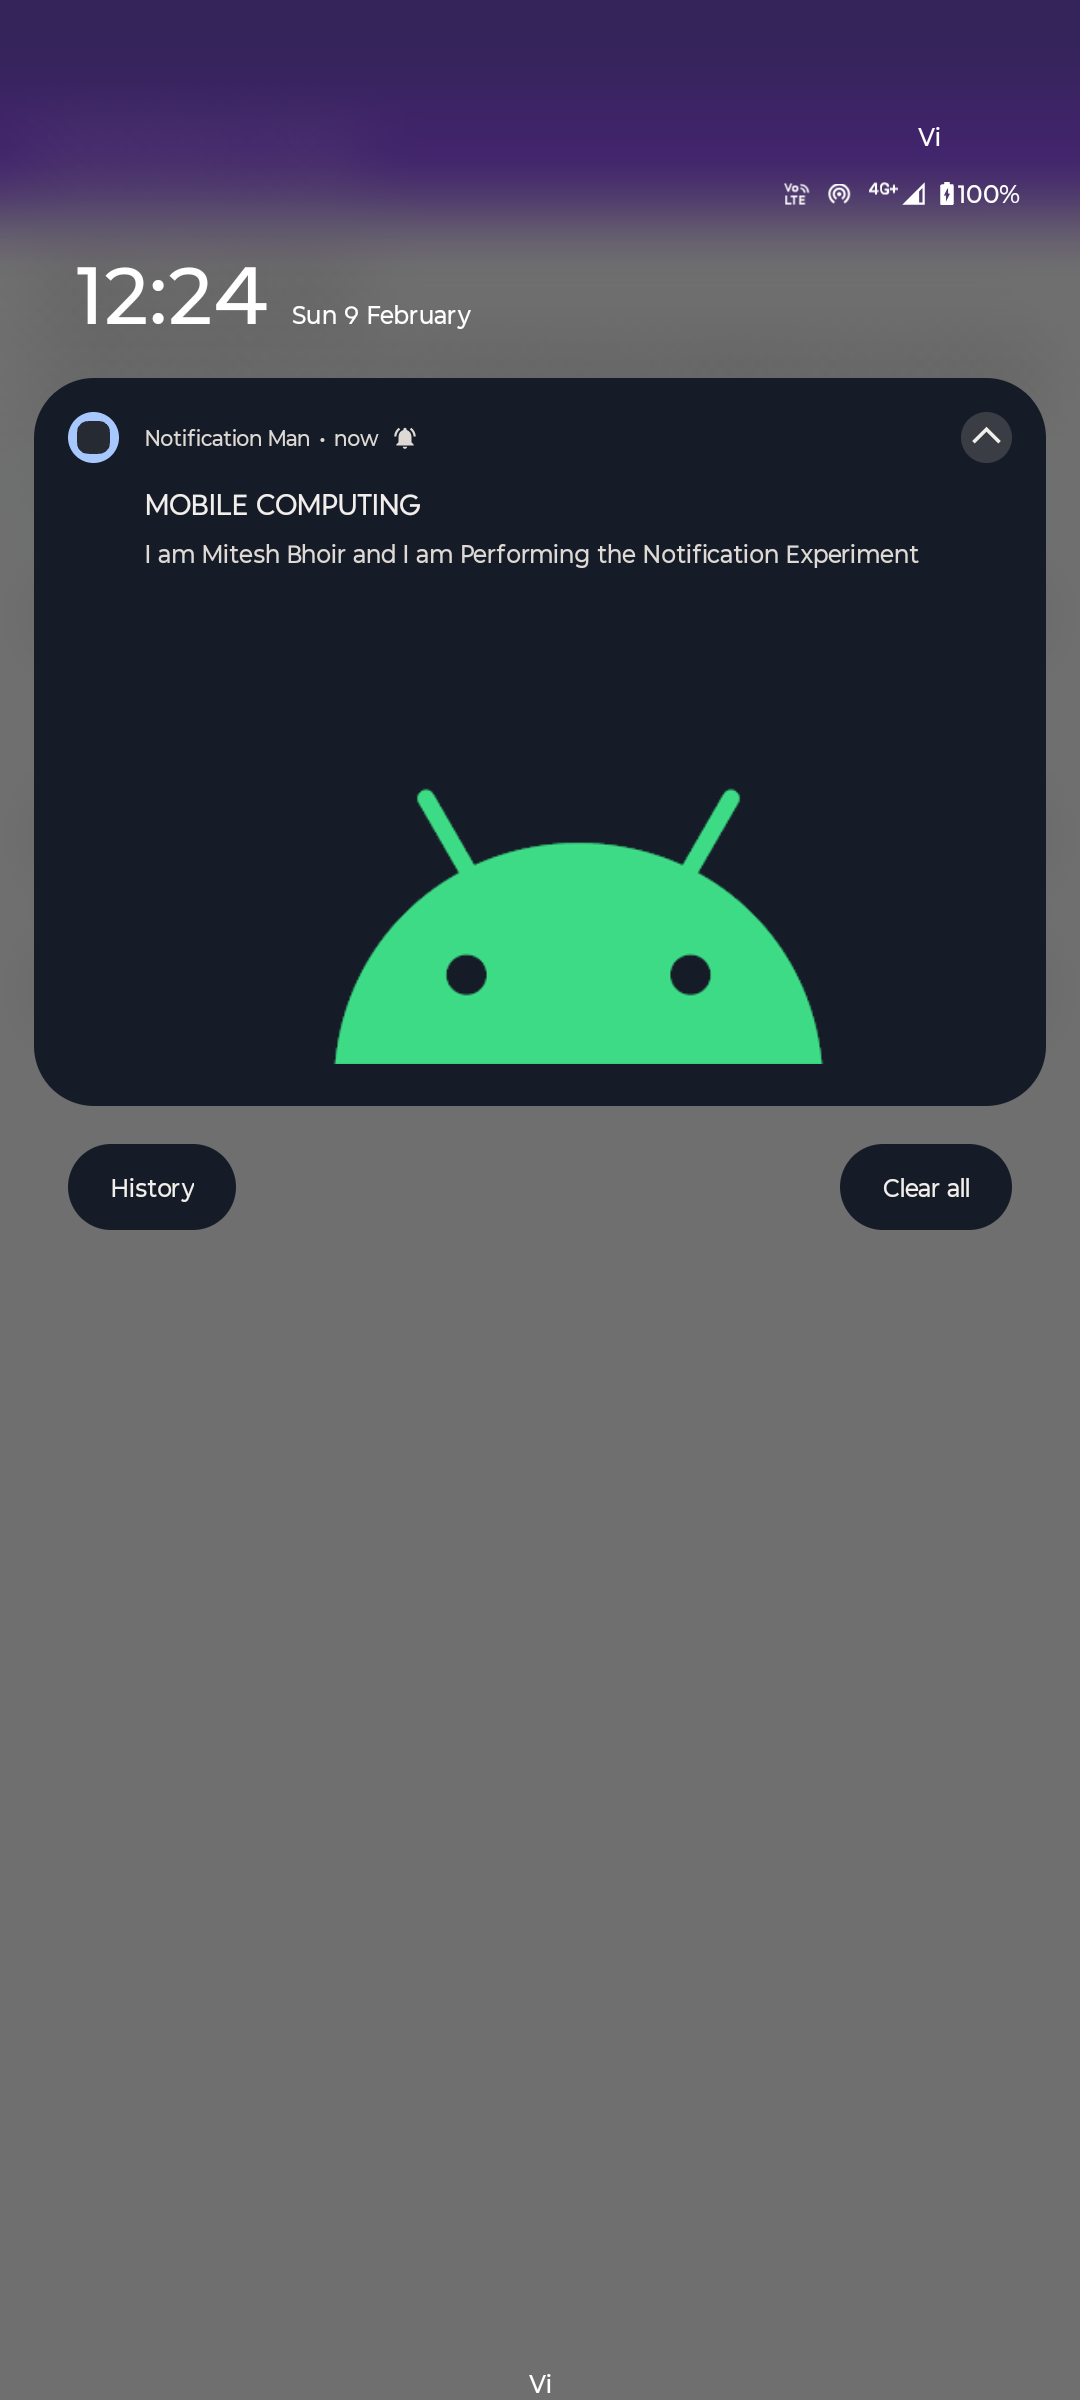 Vi
Vo LTE 4G+ 100%
12:24 Sun 9 February
Notification Man • now
MOBILE COMPUTING
I am Mitesh Bhoir and I am Performing the Notification Experiment
History Clear all
Vi